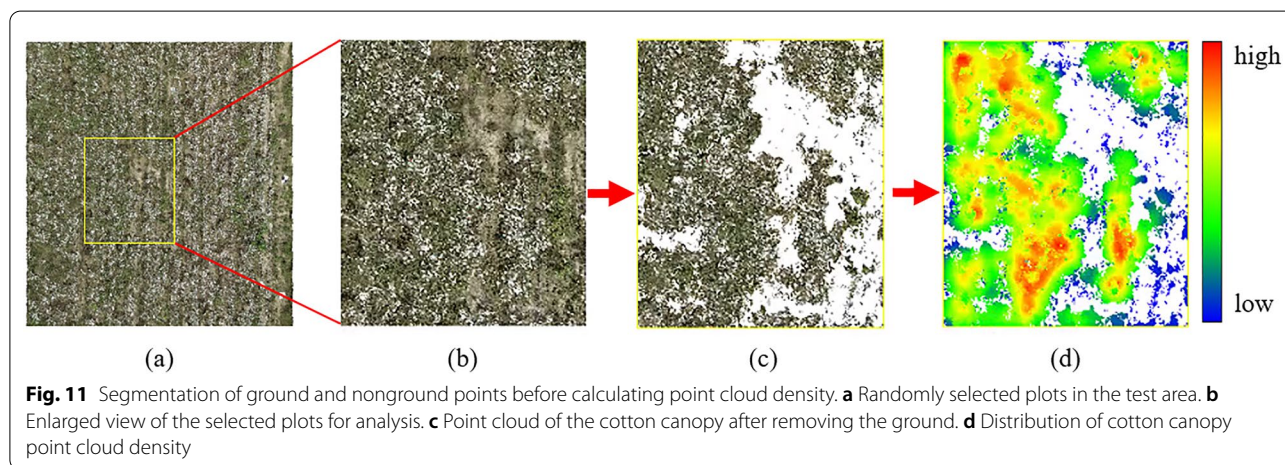 high
low
(a) (b) (c) (d)
Fig. 11 Segmentation of ground and nonground points before calculating point cloud density. a Randomly selected plots in the test area. b
Enlarged view of the selected plots for analysis. c Point cloud of the cotton canopy after removing the ground. d Distribution of cotton canopy
point cloud density